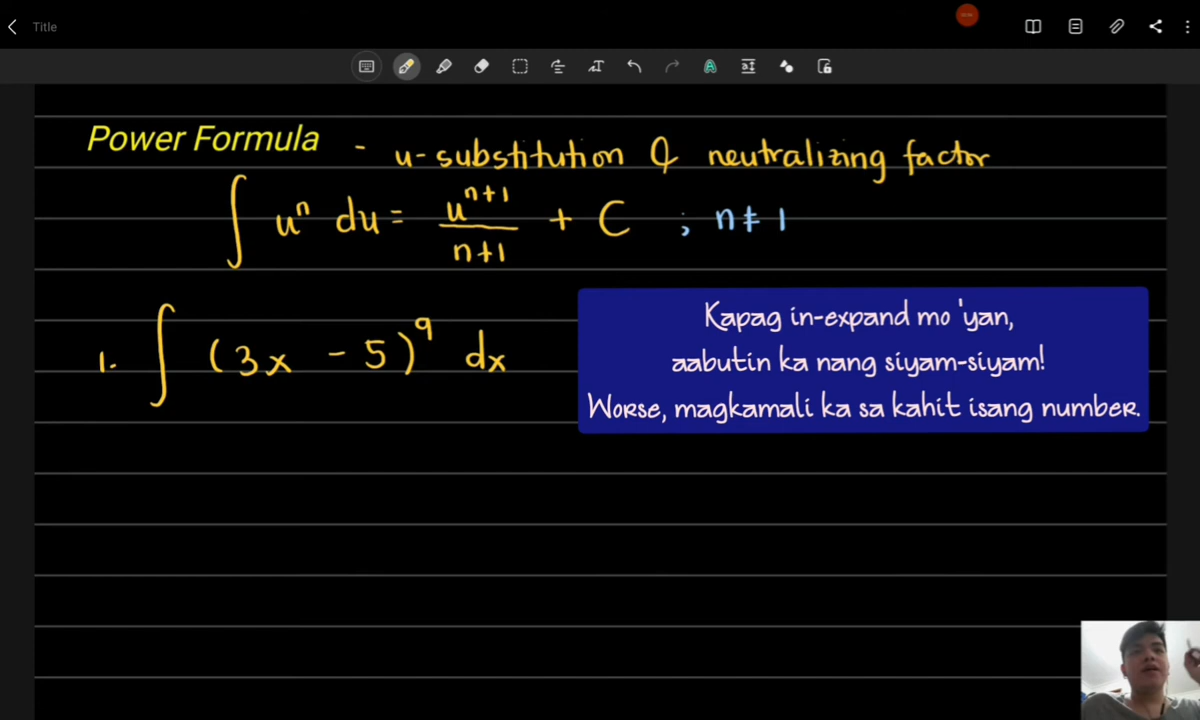 Title
Power Formula - u-substitution & neutralizing factor
∫ uⁿ du = uⁿ⁺¹/n+1 + C ; n ≠ 1
1. ∫ (3x - 5)⁹ dx
Kapag in-expand mo 'yan,
aabutin ka nang siyam-siyam!
Worse, magkamali ka sa kahit isang number.